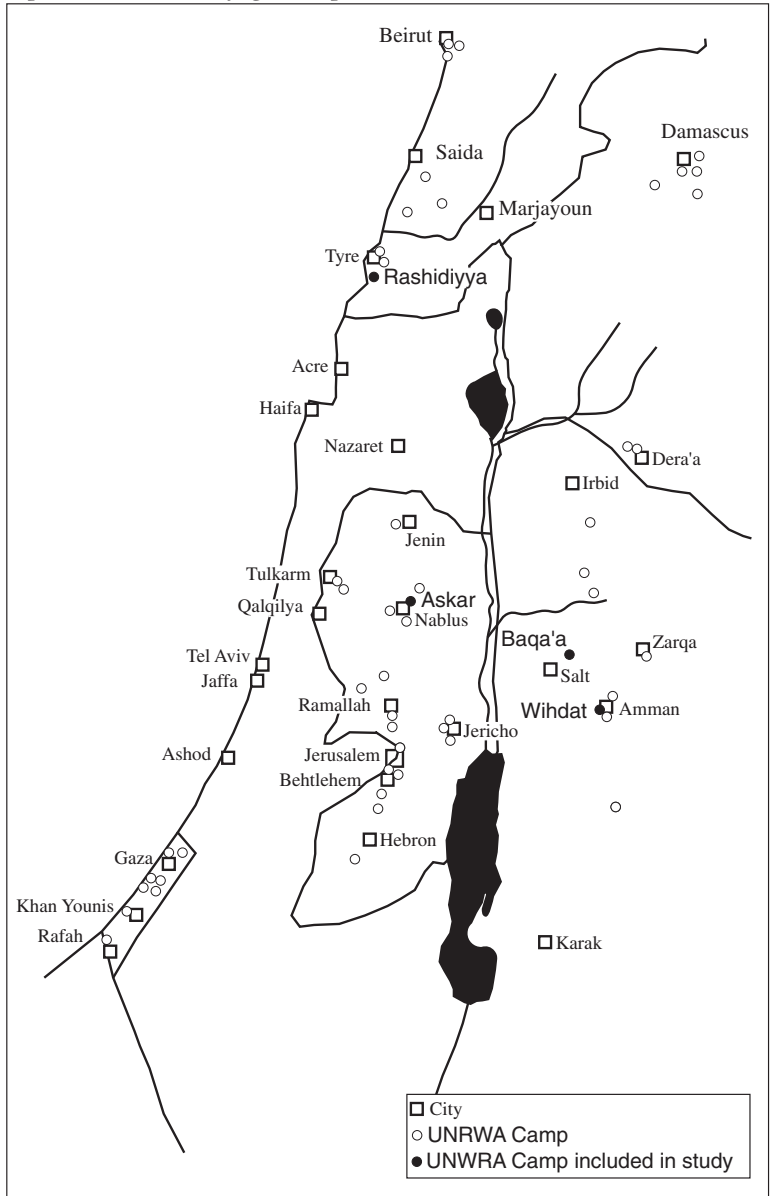 Beirut
Saida
Damascus
Marjayoun
Tyre
Rashidiyya
Acre
Haifa
Nazaret
Dera'a
Irbid
Jenin
Tulkarm
Askar
Qalqilya
Nablus
Baqa'a
Zarqa
Tel Aviv
Salt
Jaffa
Ramallah
Wihdat
Amman
Jericho
Ashod
Jerusalem
Behtlehem
Hebron
Gaza
Khan Younis
Rafah
Karak
City
UNRWA Camp
UNWRA Camp included in study